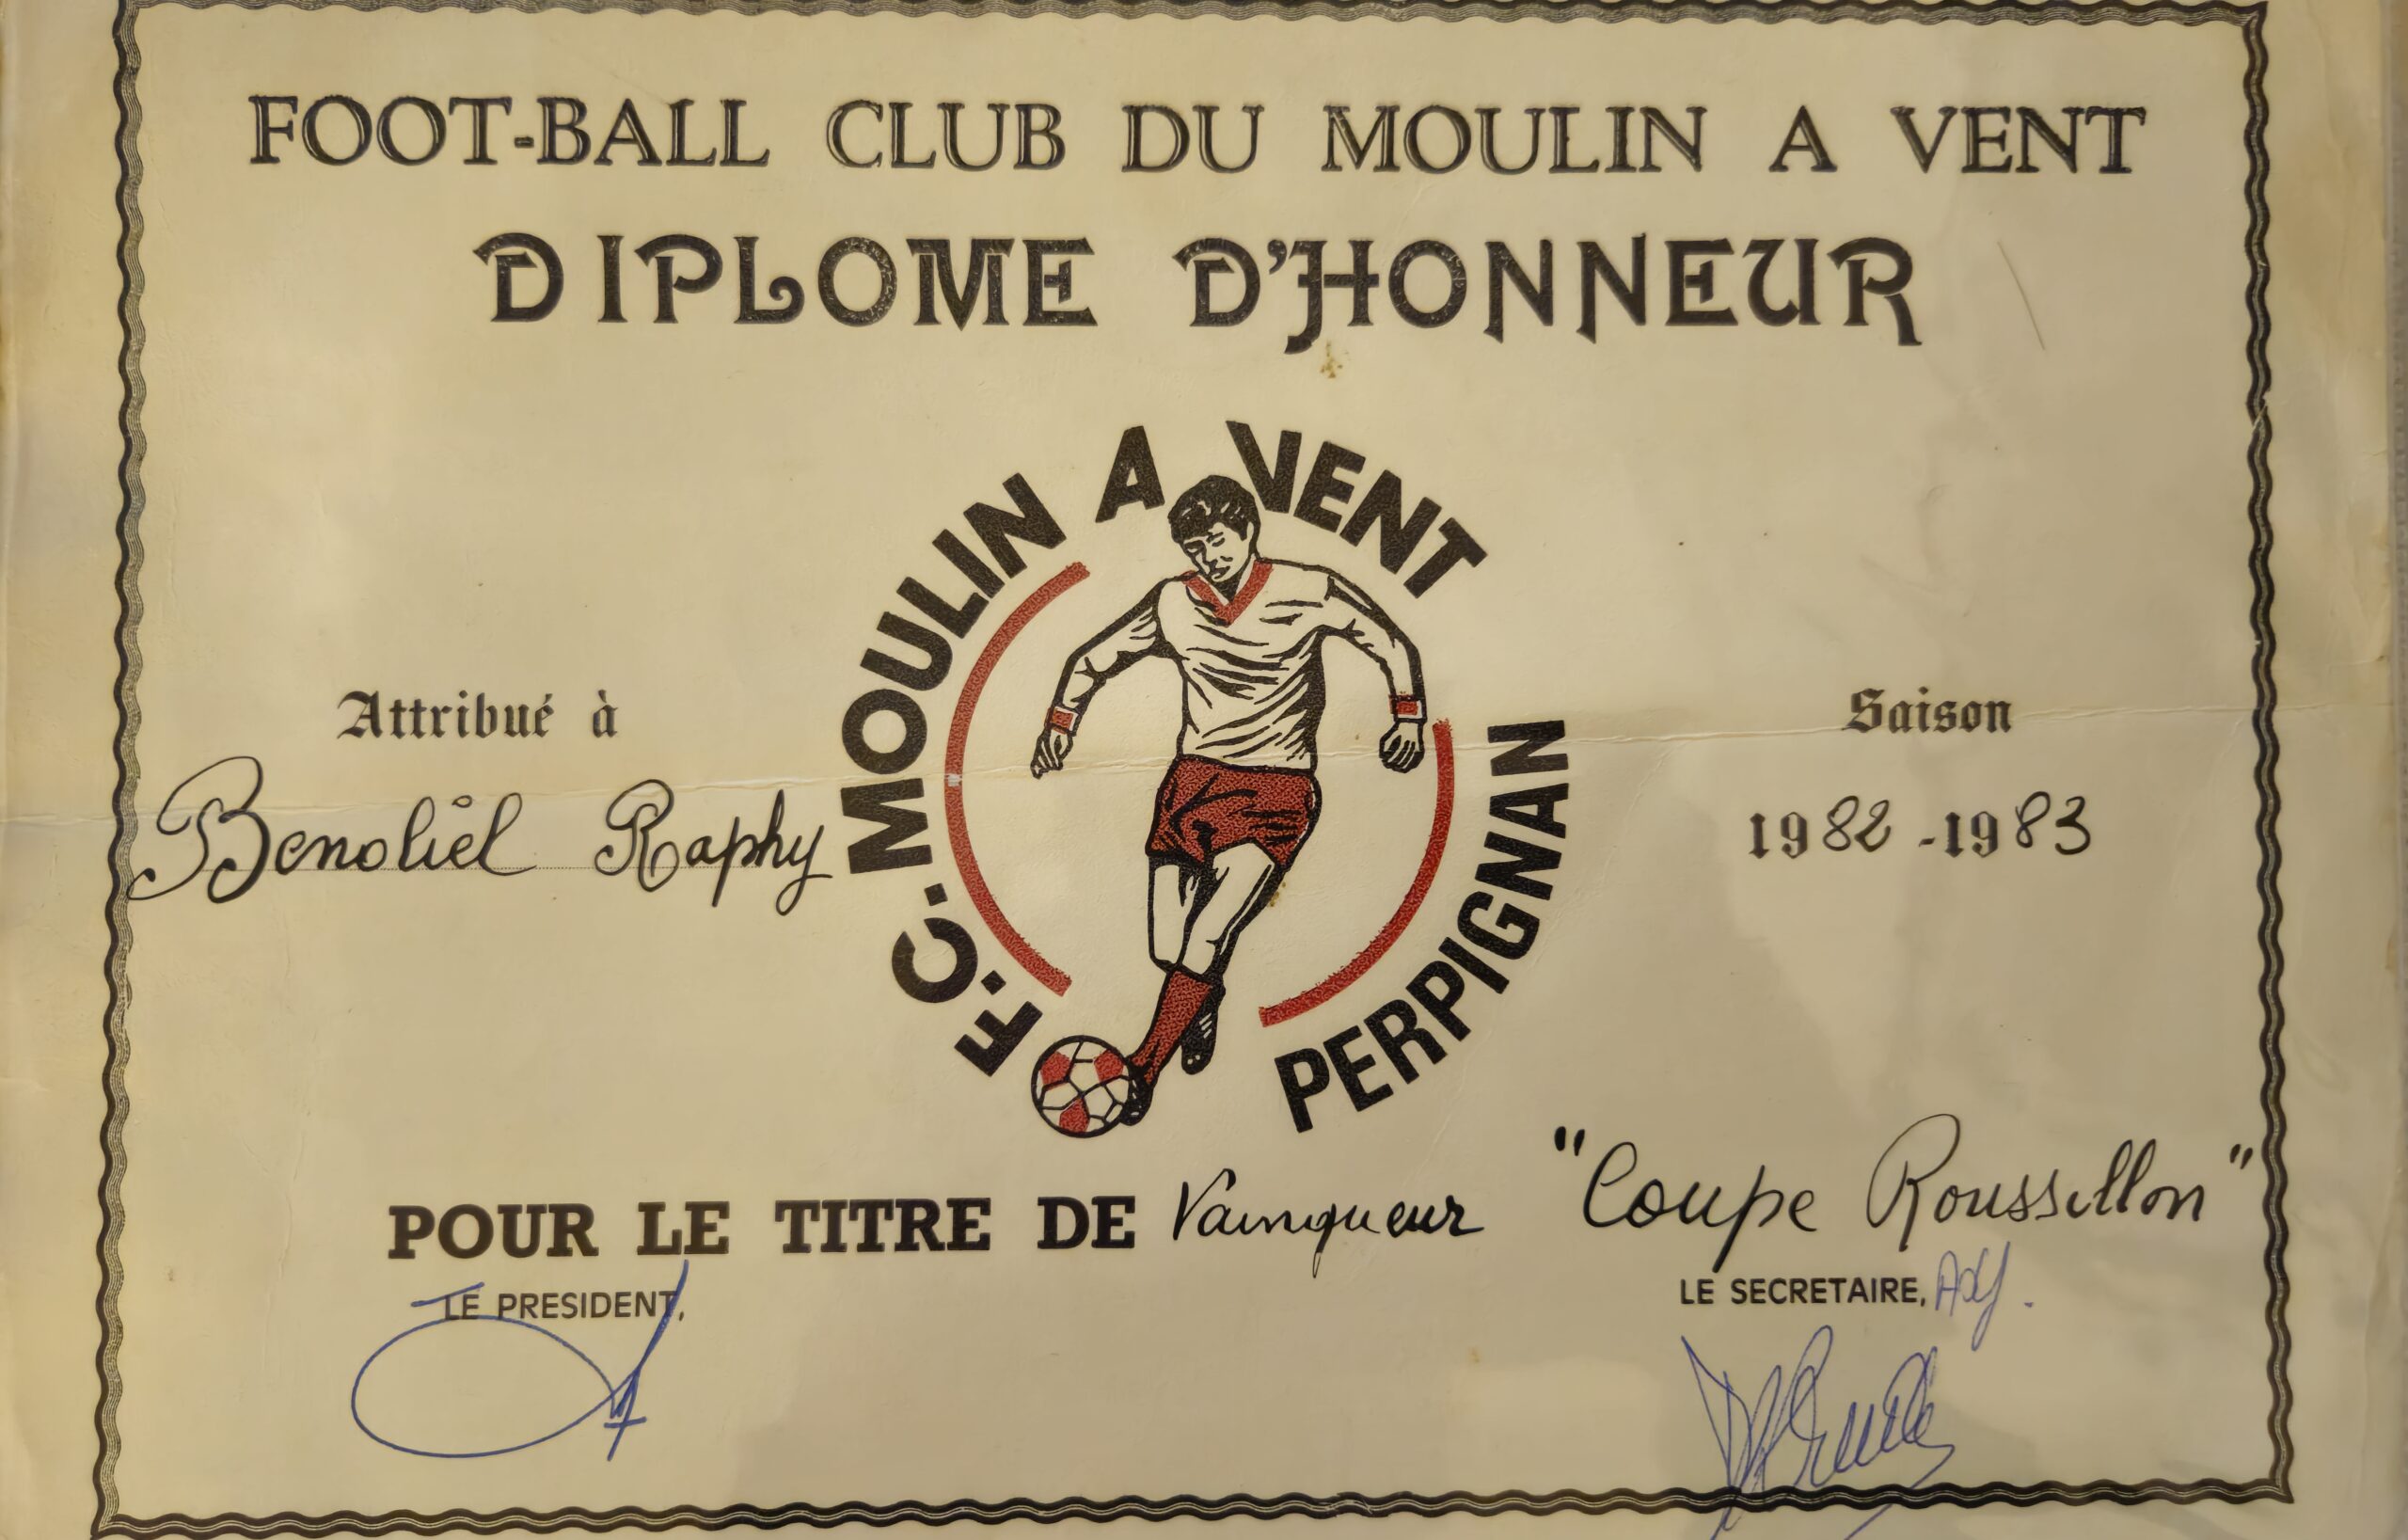 FOOT-BALL CLUB DU MOULIN A VENT
DIPLOME D'HONNEUR
F.C. MOULIN A VENT
PERPIGNAN
Attribué à
Benoliel Raphy
Saison
1982-1983
POUR LE TITRE DE Vainqueur "Coupe Roussillon"
LE PRESIDENT,
LE SECRETAIRE, Adj.